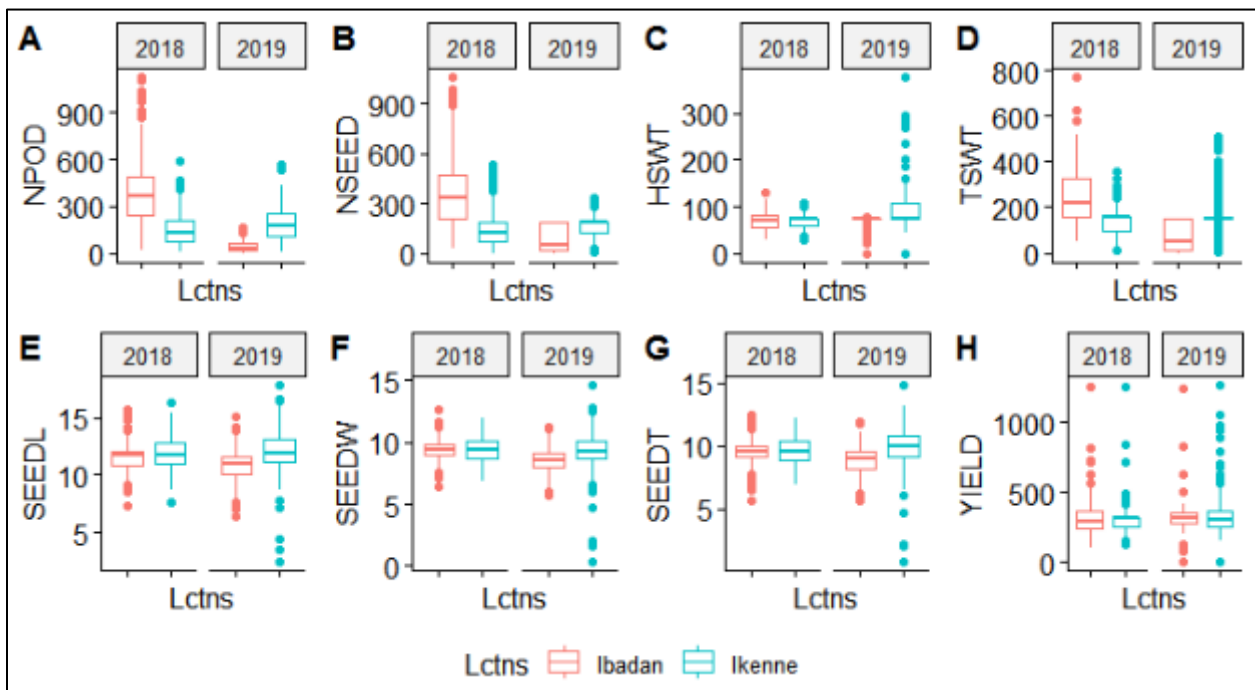 A 2018 2019
NPOD
900
600
300
0
Lctns
B 2018 2019
NSEED
900
600
300
0
Lctns
C 2018 2019
HSWT
300
200
100
0
Lctns
D 2018 2019
TSWT
800
600
400
200
0
Lctns
E 2018 2019
SEEDL
15
10
5
Lctns
F 2018 2019
SEEDW
15
10
5
0
Lctns
G 2018 2019
SEEDT
15
10
5
Lctns
H 2018 2019
YIELD
1000
500
0
Lctns
Lctns Ibadan Ikenne